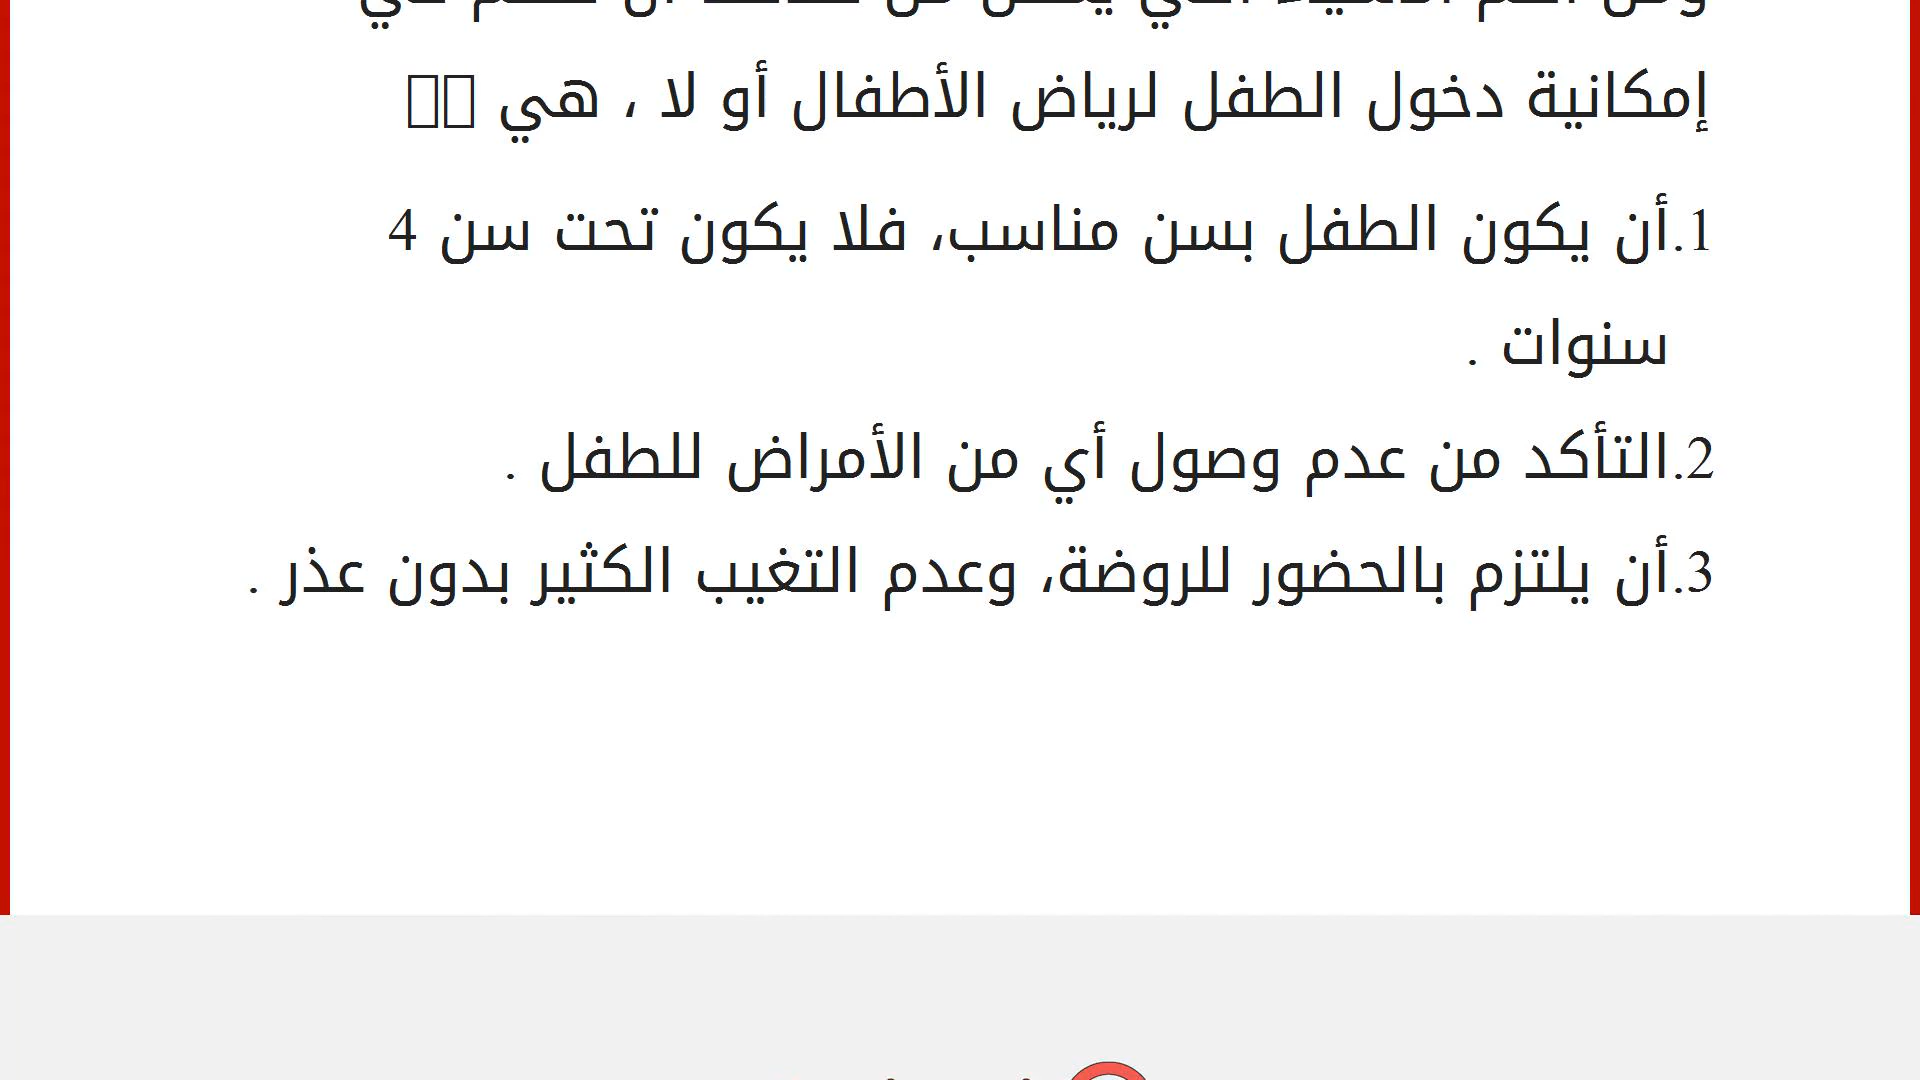 إمكانية دخول الطفل لرياض الأطفال أو لا ، هي
1.أن يكون الطفل بسن مناسب، فلا يكون تحت سن 4
سنوات .
2.التأكد من عدم وصول أي من الأمراض للطفل .
3.أن يلتزم بالحضور للروضة، وعدم التغيب الكثير بدون عذر .